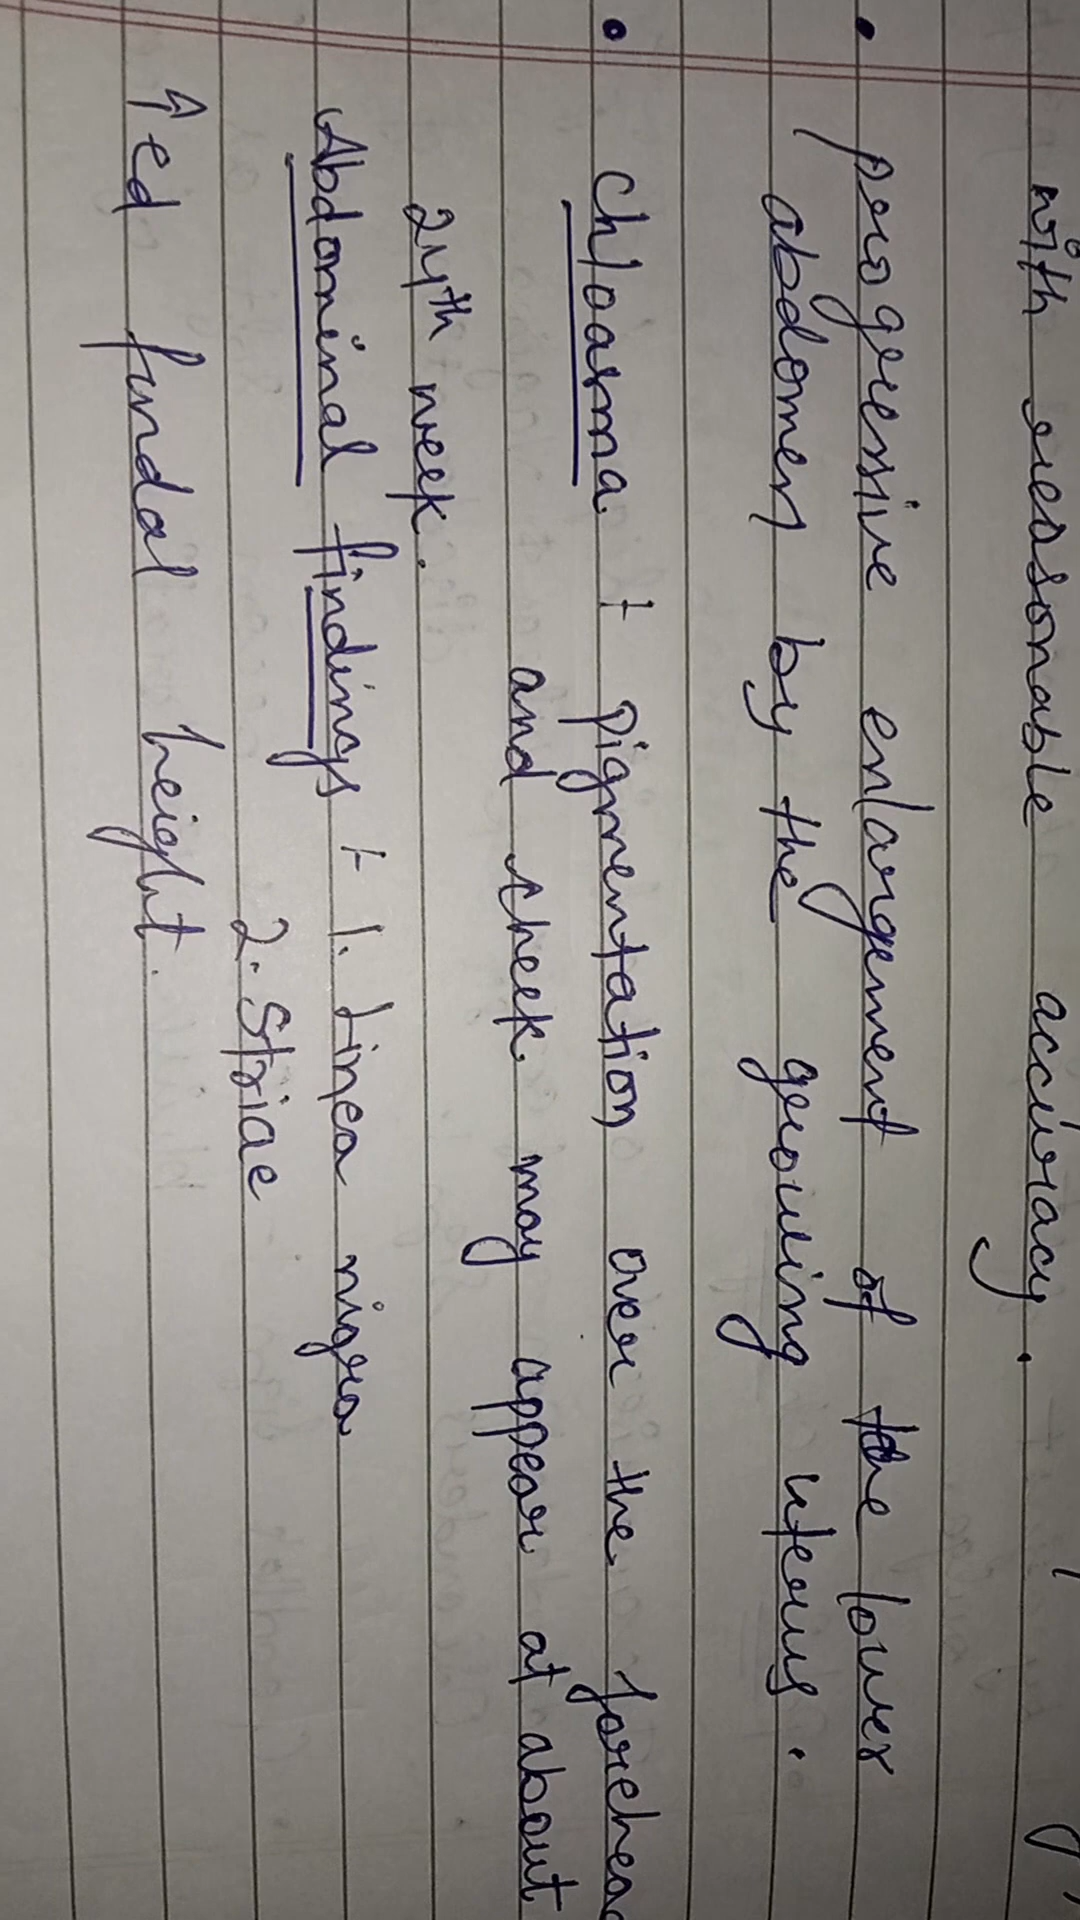 with reasonable accuracy.
• progressive enlargement of the lower
abdomen by the growing uterus.
• Chloasma :- pigmentation over the
and cheek may appear at about
24th week.
Abdominal findings :- 1. Linea nigra
2. Striae
↑ed fundal height.